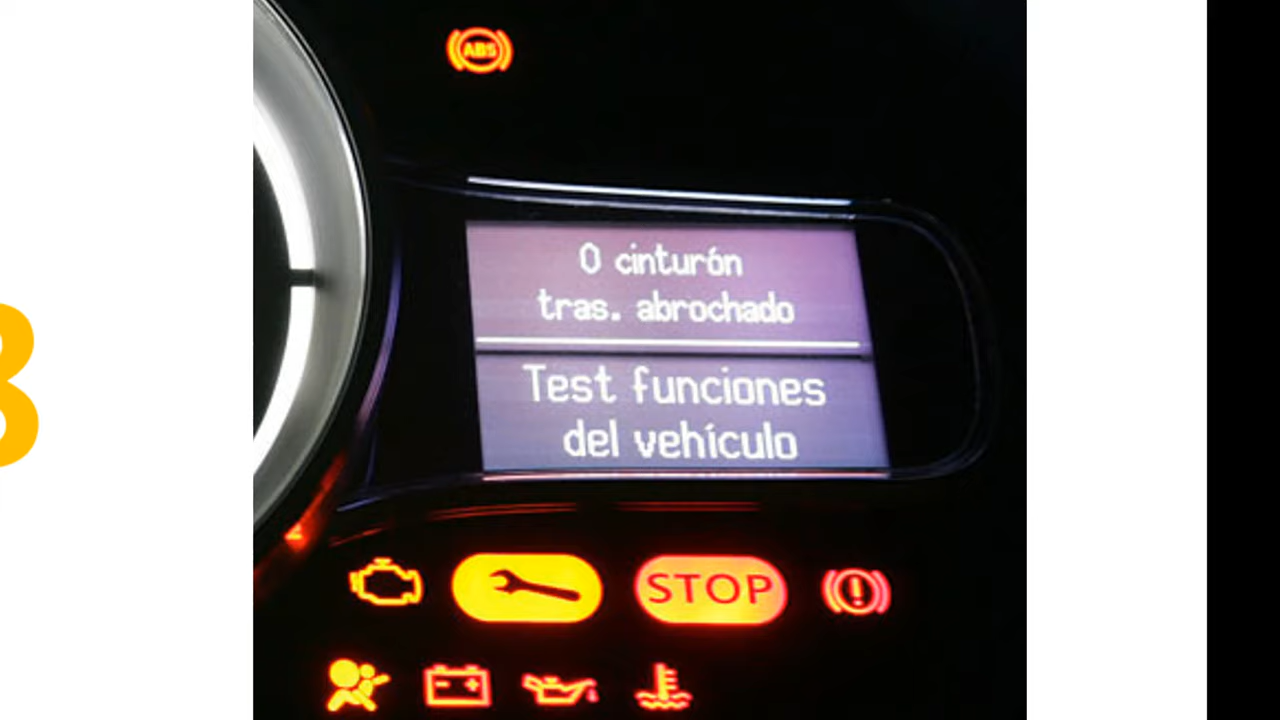 ABS
0 cinturón
tras. abrochado
Test funciones
del vehículo
STOP